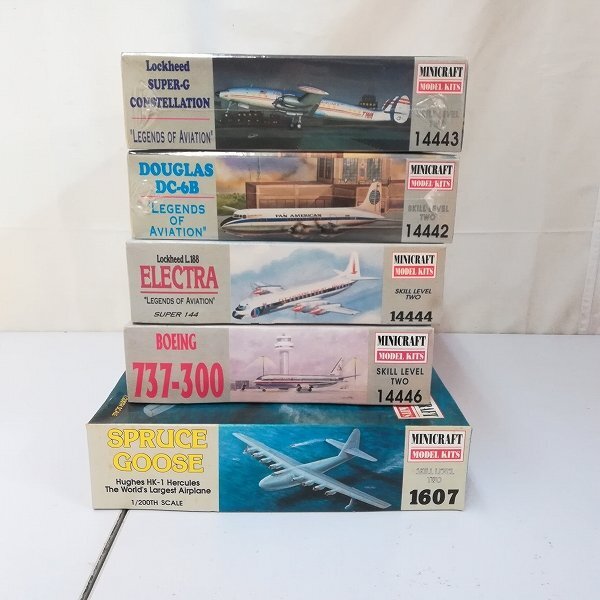 Lockheed
SUPER-G
CONSTELLATION
"LEGENDS OF AVIATION"
TWA
MINICRAFT
MODEL KITS
14443
DOUGLAS
DC-6B
"LEGENDS
OF
AVIATION"
PAN AMERICAN
MINICRAFT
MODEL KITS
SKILL LEVEL
TWO
14442
Lockheed L.188
ELECTRA
"LEGENDS OF AVIATION"
SUPER 144
MINICRAFT
MODEL KITS
SKILL LEVEL
TWO
14444
BOEING
737-300
MINICRAFT
MODEL KITS
SKILL LEVEL
TWO
14446
SPRUCE
GOOSE
Hughes HK-1 Hercules
The World's Largest Airplane
1/200TH SCALE
MINICRAFT
MODEL KITS
SKILL LEVEL
TWO
1607